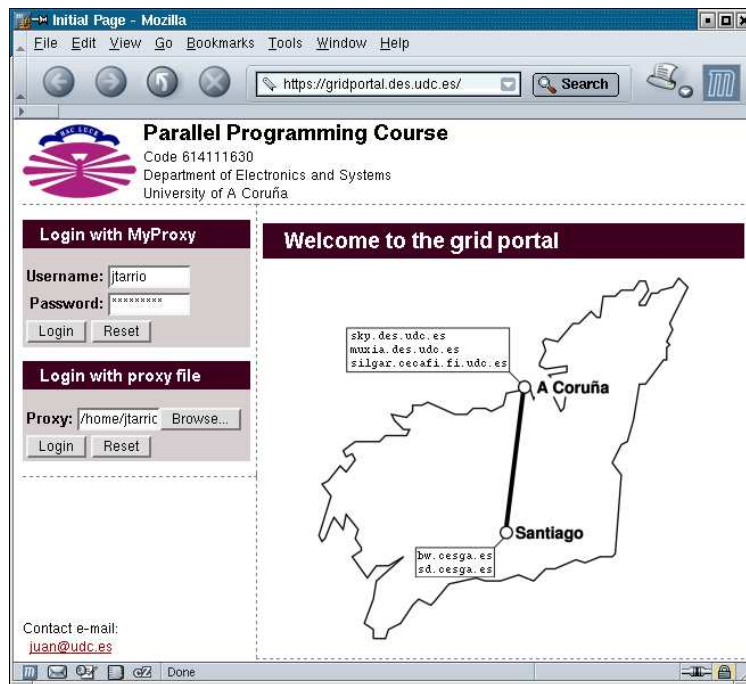 Initial Page - Mozilla
File Edit View Go Bookmarks Tools Window Help
https://gridportal.des.udc.es/ Search
HAC LUCE
Parallel Programming Course
Code 614111630
Department of Electronics and Systems
University of A Coruña
Login with MyProxy
Username: jtarrio
Password: *********
Login Reset
Login with proxy file
Proxy: /home/jtarric Browse...
Login Reset
Contact e-mail:
juan@udc.es
Welcome to the grid portal
sky.des.udc.es
muxia.des.udc.es
silgar.cecafi.fi.udc.es
A Coruña
Santiago
bw.cesga.es
sd.cesga.es
Done